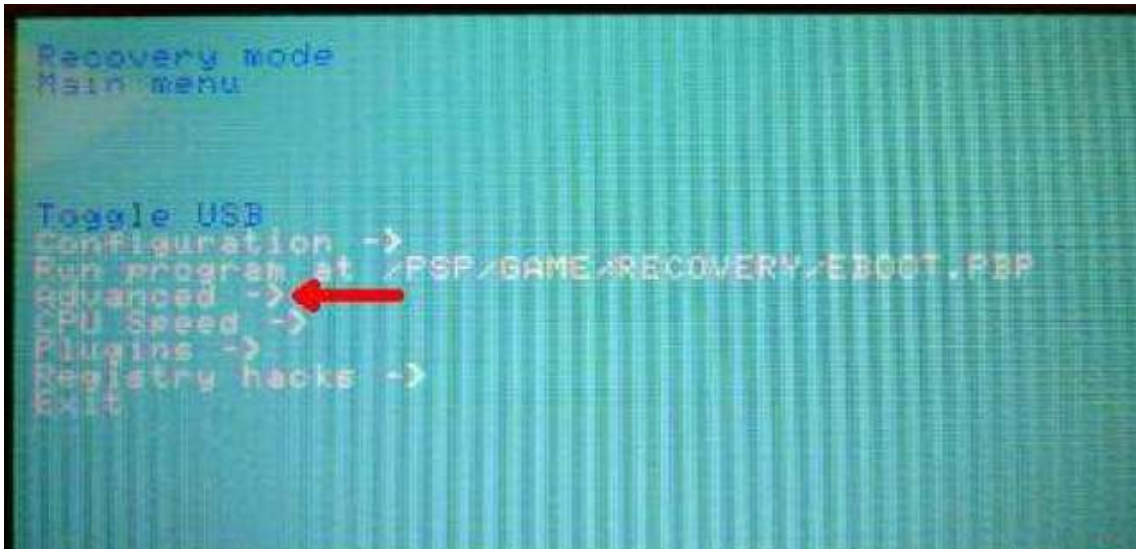 Recovery mode
Main menu
Toggle USB
Configuration ->
Run program at /PSP/GAME/RECOVERY/EBOOT.PBP
Advanced ->
CPU Speed ->
Plugins ->
Registry hacks ->
Exit